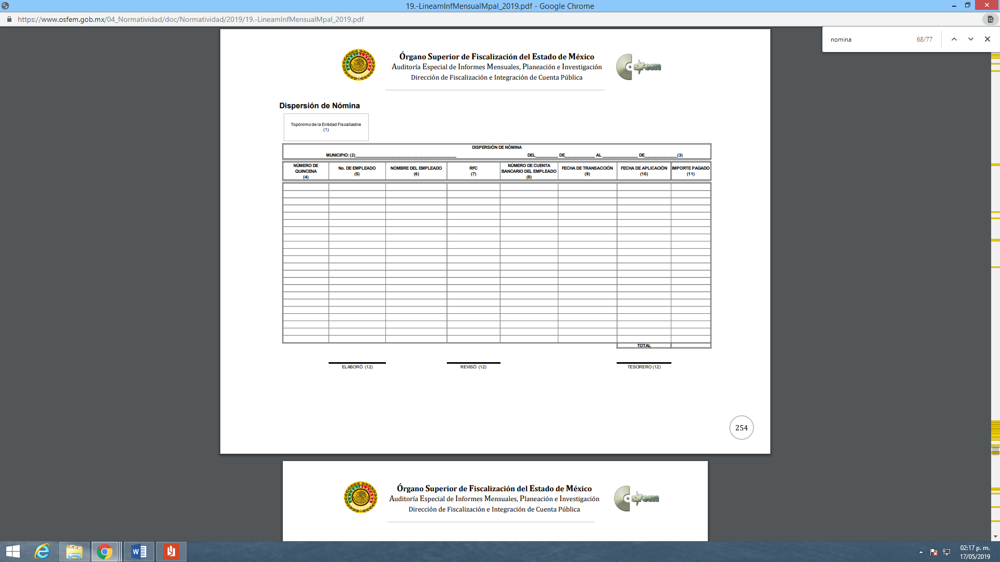 19.-LineamInfMensualMpal_2019.pdf - Google Chrome
https://www.osfem.gob.mx/04_Normatividad/doc/Normatividad/2019/19.-LineamInfMensualMpal_2019.pdf
nomina 68/77
Órgano Superior de Fiscalización del Estado de México
Auditoría Especial de Informes Mensuales, Planeación e Investigación
Dirección de Fiscalización e Integración de Cuenta Pública
osfem
Dispersión de Nómina
Topónimo de la Entidad Fiscalizable
(1)
DISPERSIÓN DE NÓMINA
MUNICIPIO: (2)________________________________________ DEL_________ DE____________ AL ______________ DE_____________(3)
NÚMERO DE QUINCENA (4) No. DE EMPLEADO (5) NOMBRE DEL EMPLEADO (6) RFC (7) NÚMERO DE CUENTA BANCARIO DEL EMPLEADO (8) FECHA DE TRANSACCIÓN (9) FECHA DE APLICACIÓN (10) IMPORTE PAGADO (11)
TOTAL
ELABORÓ (12) REVISÓ (12) TESORERO (12)
254
Órgano Superior de Fiscalización del Estado de México
Auditoría Especial de Informes Mensuales, Planeación e Investigación
Dirección de Fiscalización e Integración de Cuenta Pública
osfem
02:17 p. m.
17/05/2019